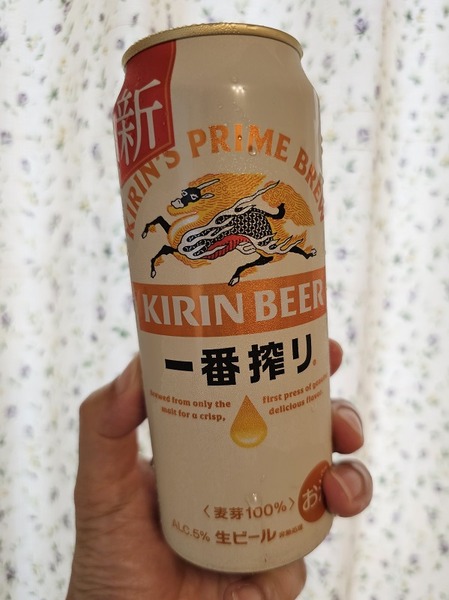 新
KIRIN'S PRIME BREW
KIRIN BEER
一番搾り
brewed from only the first press of
malt for a crisp, delicious flavor.
〈麦芽100%〉
お
ALC.5% 生ビール